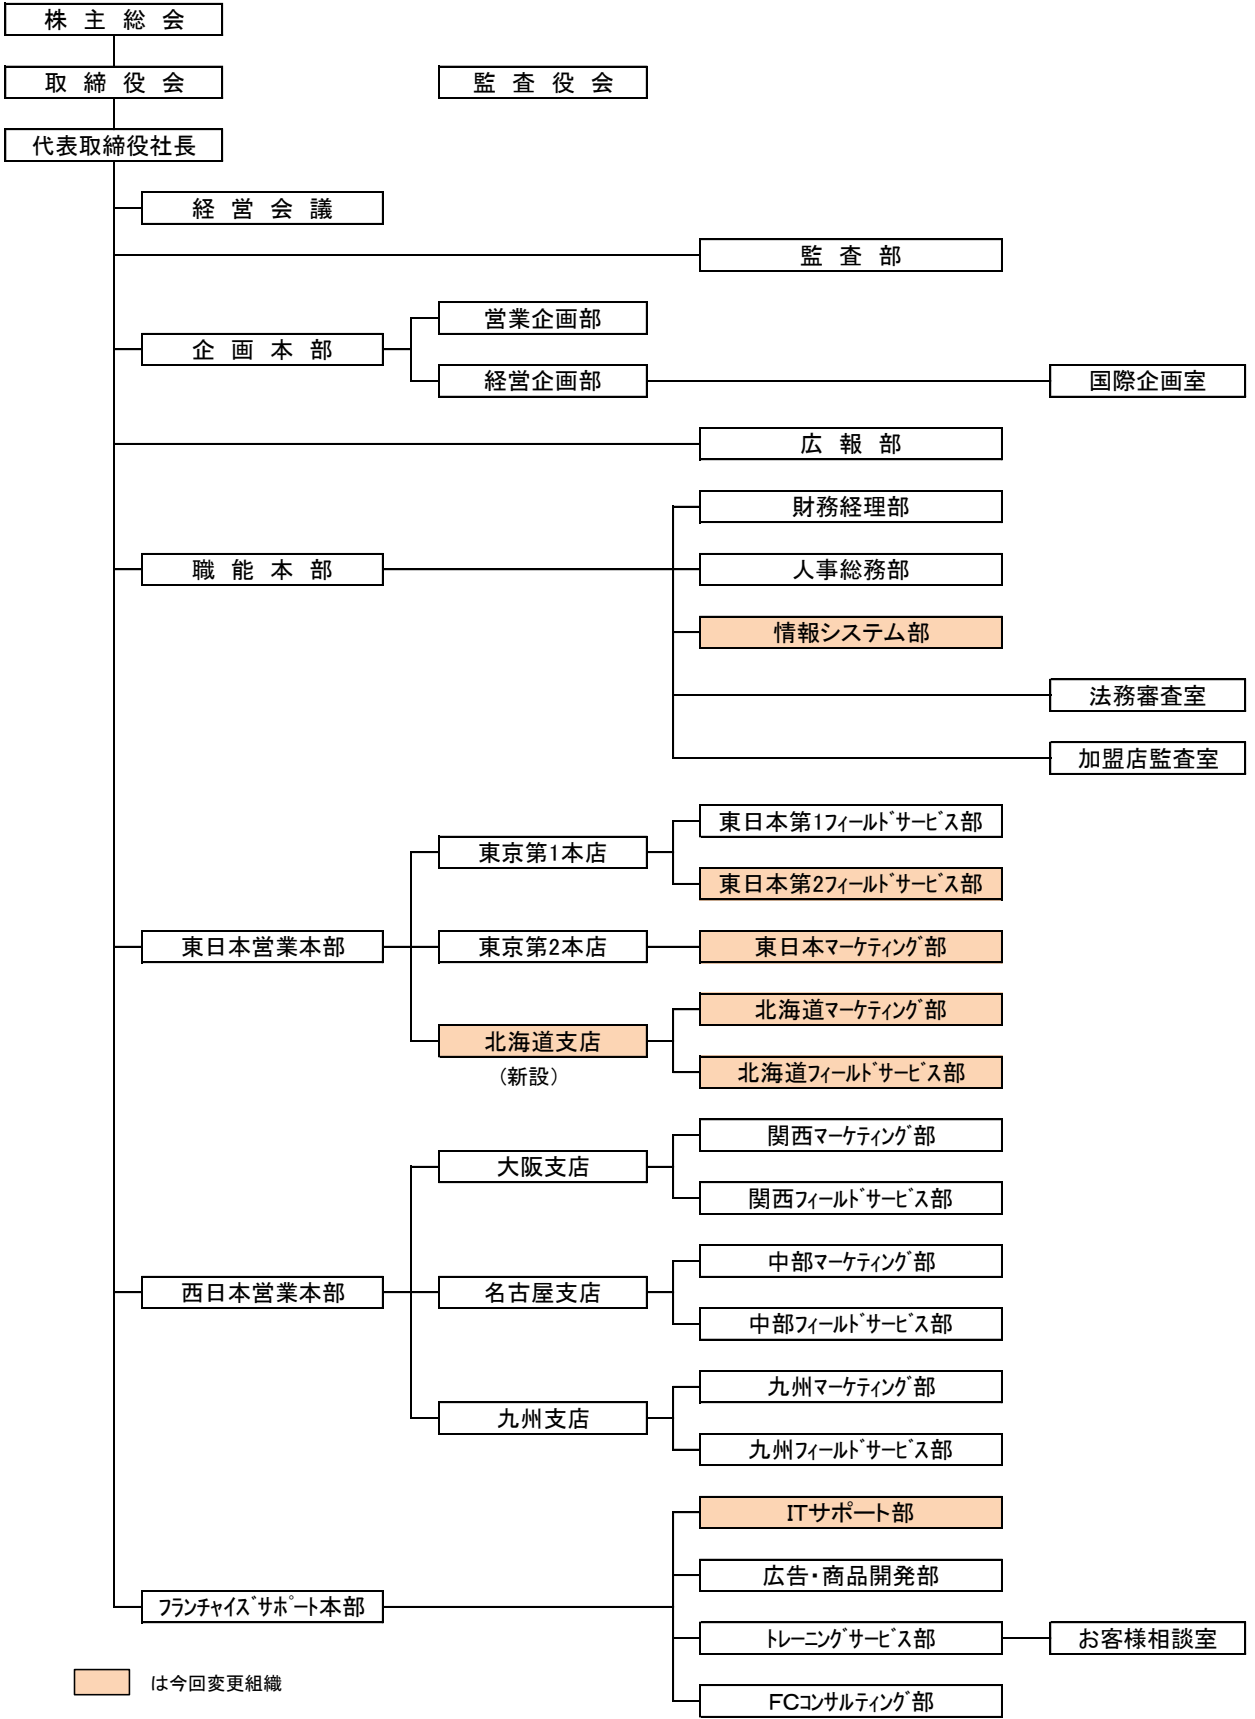 株主総会
取締役会
監査役会
代表取締役社長
経営会議
監査部
営業企画部
企画本部
経営企画部
国際企画室
広報部
財務経理部
職能本部
人事総務部
情報システム部
法務審査室
加盟店監査室
東日本第1ﾌｨｰﾙﾄﾞｻｰﾋﾞｽ部
東京第1本店
東日本第2ﾌｨｰﾙﾄﾞｻｰﾋﾞｽ部
東日本営業本部
東京第2本店
東日本ﾏｰｹﾃｨﾝｸﾞ部
北海道ﾏｰｹﾃｨﾝｸﾞ部
北海道支店
（新設）
北海道ﾌｨｰﾙﾄﾞｻｰﾋﾞｽ部
関西ﾏｰｹﾃｨﾝｸﾞ部
大阪支店
関西ﾌｨｰﾙﾄﾞｻｰﾋﾞｽ部
中部ﾏｰｹﾃｨﾝｸﾞ部
西日本営業本部
名古屋支店
中部ﾌｨｰﾙﾄﾞｻｰﾋﾞｽ部
九州ﾏｰｹﾃｨﾝｸﾞ部
九州支店
九州ﾌｨｰﾙﾄﾞｻｰﾋﾞｽ部
ITサポート部
広告・商品開発部
ﾌﾗﾝﾁｬｲｽﾞｻﾎﾟｰﾄ本部
ﾄﾚｰﾆﾝｸﾞｻｰﾋﾞｽ部
お客様相談室
は今回変更組織
FCｺﾝｻﾙﾃｨﾝｸﾞ部